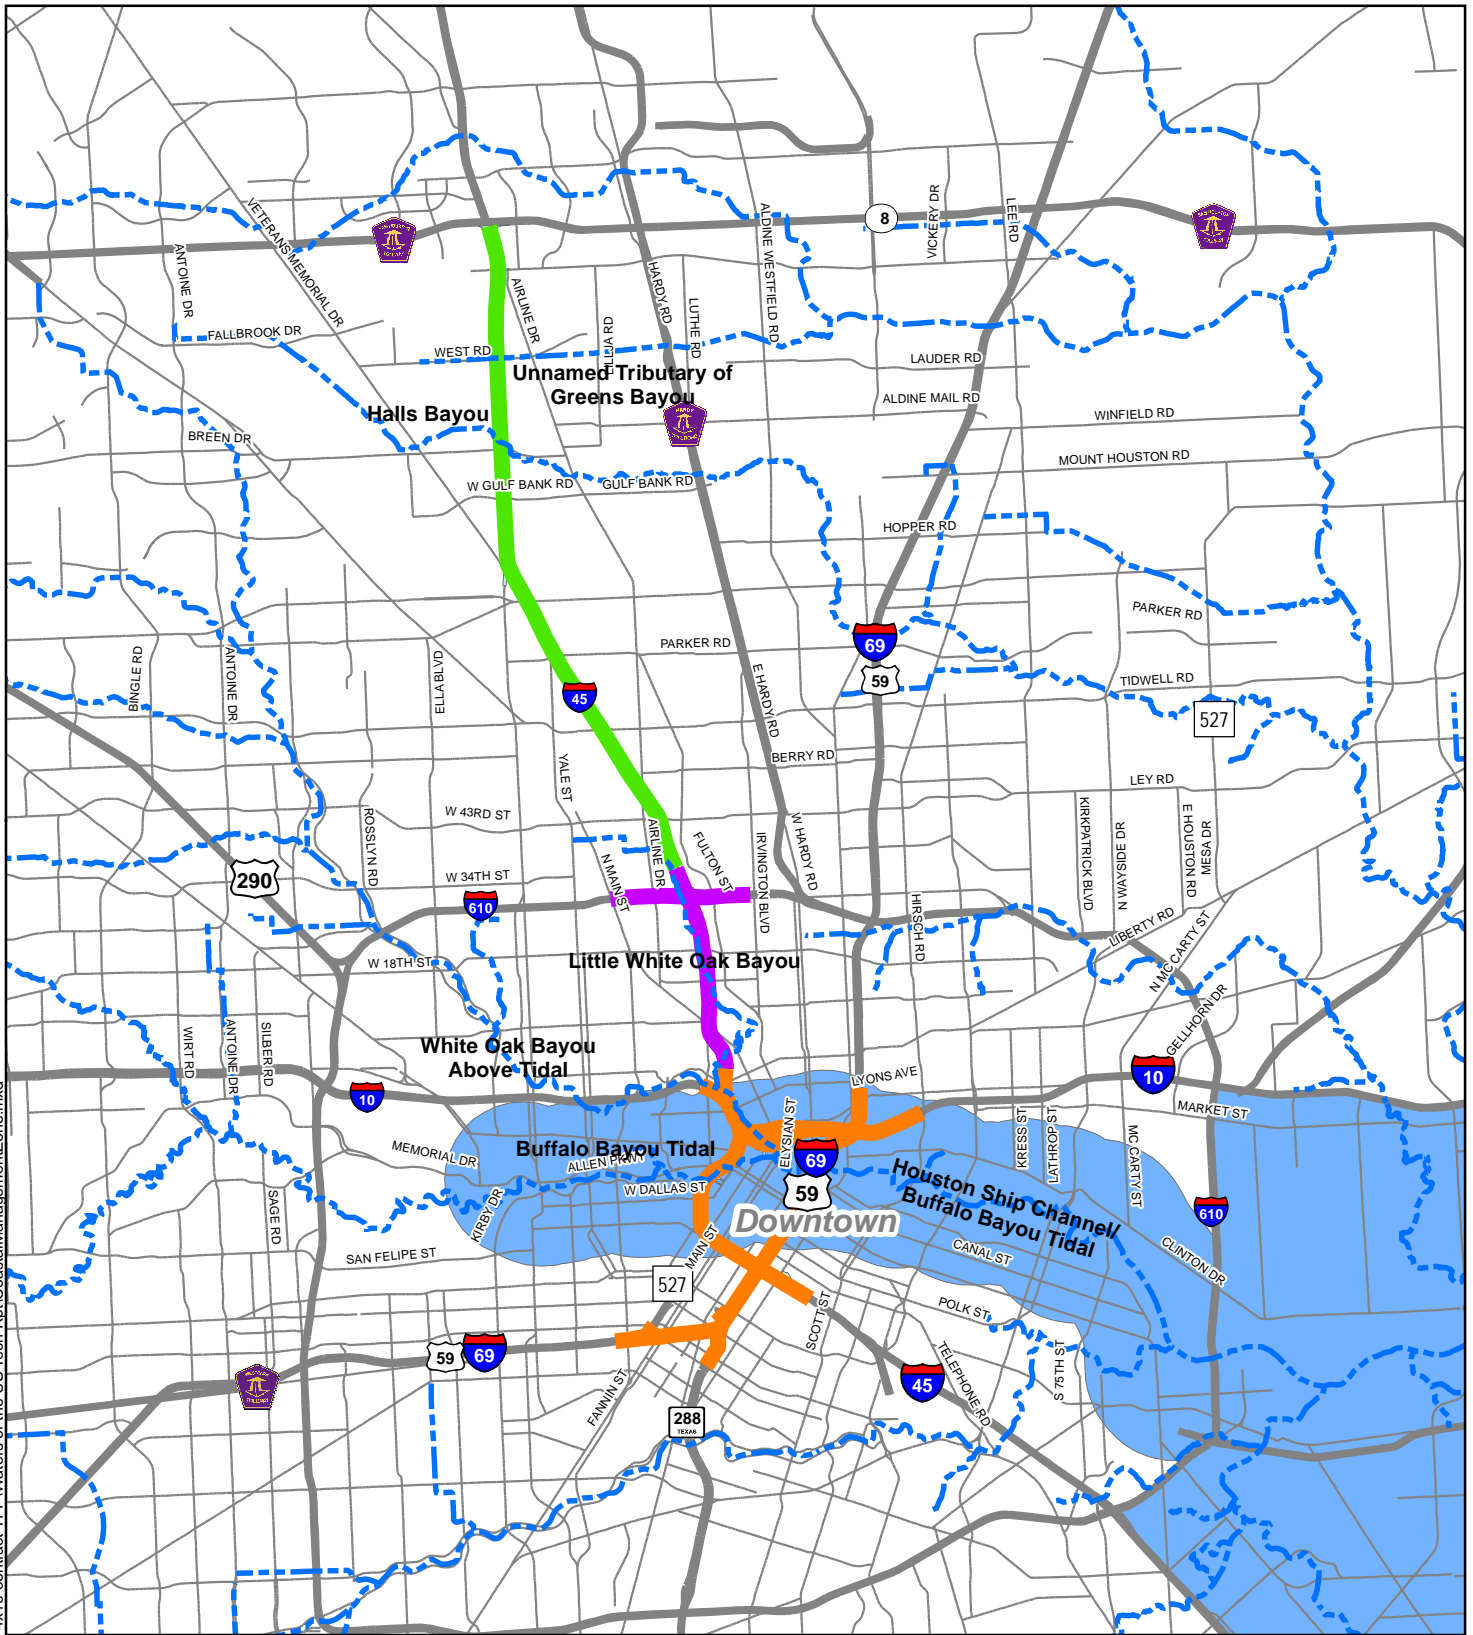 8
VICKERY DR
LEE RD
ALDINE WESTFIELD RD
VETERANS MEMORIAL DR
ANTOINE DR
HARDY RD
AIRLINE DR
LUTHE RD
LILLJA RD
FALLBROOK DR
WEST RD
LAUDER RD
Unnamed Tributary of
Greens Bayou
Halls Bayou
ALDINE MAIL RD
WINFIELD RD
HARDY
BREEN DR
MOUNT HOUSTON RD
W GULF BANK RD
GULF BANK RD
HOPPER RD
PARKER RD
PARKER RD
69
59
BINGLE RD
ANTOINE DR
ELLA BLVD
45
E HARDY RD
TIDWELL RD
527
BERRY RD
YALE ST
LEY RD
W 43RD ST
ROSSLYN RD
AIRLINE DR
FULTON ST
IRVINGTON BLVD
W HARDY RD
KIRKPATRICK BLVD
N WAYSIDE DR
E HOUSTON RD
MESA DR
290
W 34TH ST
N MAIN ST
610
HIRSCH RD
LIBERTY RD
N MC CARTY ST
W 18TH ST
Little White Oak Bayou
GELLHORN DR
WIRT RD
ANTOINE DR
SILBER RD
White Oak Bayou
Above Tidal
10
LYONS AVE
10
MARKET ST
ELYSIAN ST
KRESS ST
LATHROP ST
MC CARTY ST
MEMORIAL DR
Buffalo Bayou Tidal
ALLEN PKWY
69
59
W DALLAS ST
Houston Ship Channel/
Buffalo Bayou Tidal
SAGE RD
KIRBY DR
Downtown
610
SAN FELIPE ST
MAIN ST
CANAL ST
CLINTON DR
527
POLK ST
SCOTT ST
59
69
TELEPHONE RD
S 75TH ST
45
FANNIN ST
288
TEXAS